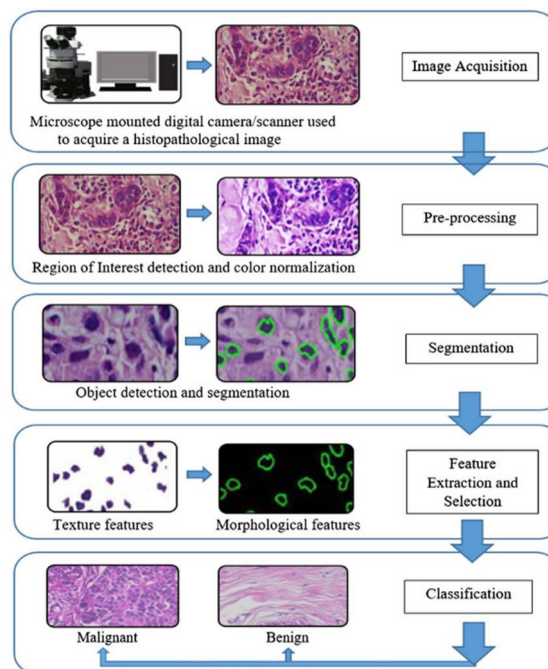 Image Acquisition
Microscope mounted digital camera/scanner used
to acquire a histopathological image
Pre-processing
Region of Interest detection and color normalization
Segmentation
Object detection and segmentation
Feature
Extraction and
Selection
Texture features
Morphological features
Classification
Malignant
Benign